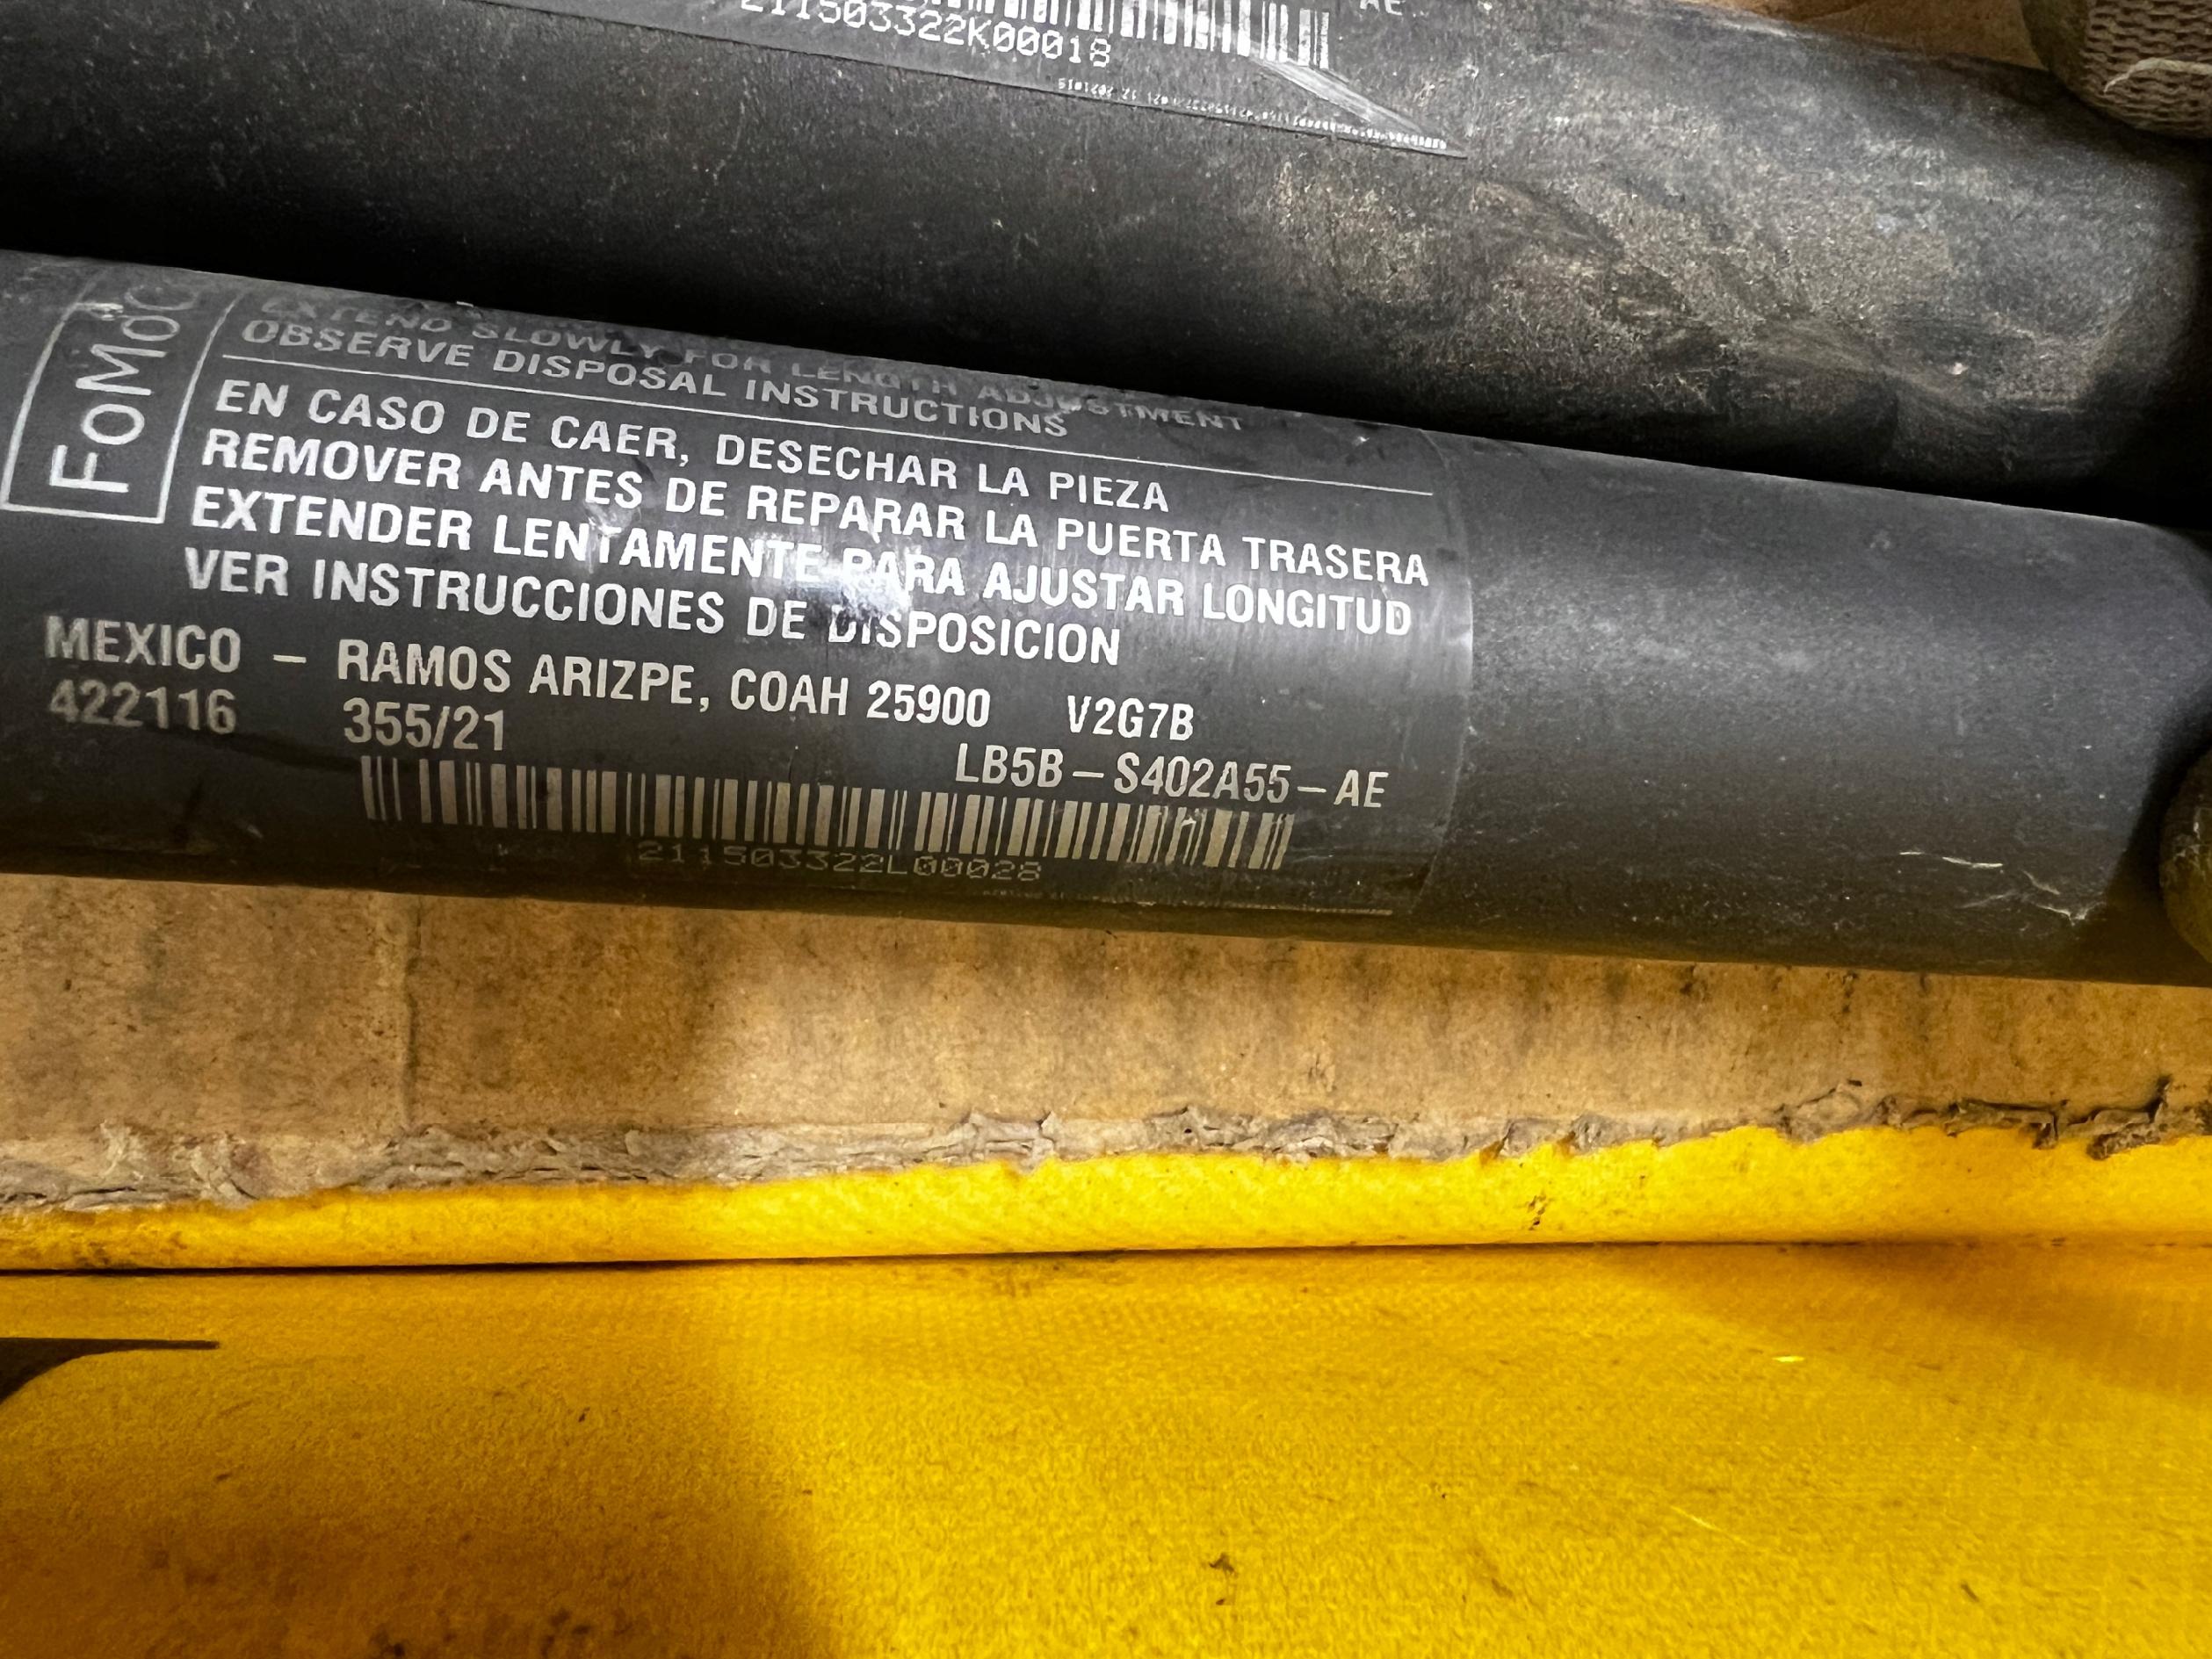 211503322K00018
AE
FoMoC
EXTEND SLOWLY FOR LENGTH ADJUSTMENT
OBSERVE DISPOSAL INSTRUCTIONS
EN CASO DE CAER, DESECHAR LA PIEZA
REMOVER ANTES DE REPARAR LA PUERTA TRASERA
EXTENDER LENTAMENTE PARA AJUSTAR LONGITUD
VER INSTRUCCIONES DE DISPOSICION
MEXICO – RAMOS ARIZPE, COAH 25900 V2G7B
422116 355/21
LB5B–S402A55–AE
211503322L00028